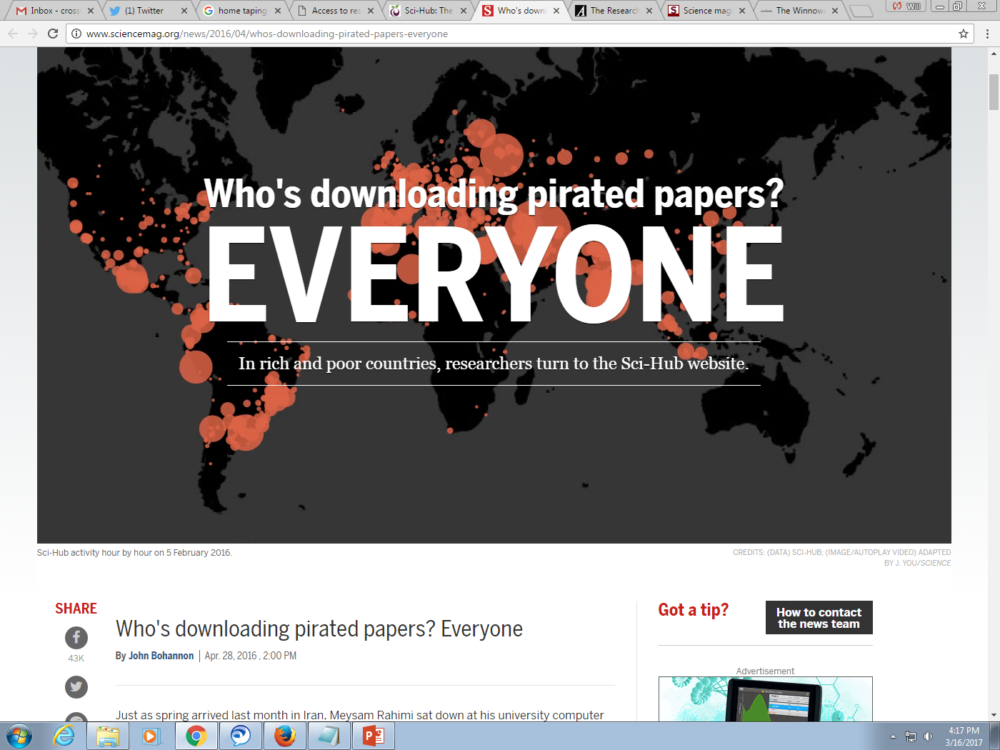 Inbox - cross
(1) Twitter
home taping
Access to res
Sci-Hub: The
Who's downl
The Research
Science mag
The Winnow
Will
www.sciencemag.org/news/2016/04/whos-downloading-pirated-papers-everyone
Who's downloading pirated papers?
EVERYONE
In rich and poor countries, researchers turn to the Sci-Hub website.
Sci-Hub activity hour by hour on 5 February 2016.
CREDITS: (DATA) SCI-HUB; (IMAGE/AUTOPLAY VIDEO) ADAPTED
BY J. YOU/SCIENCE
SHARE
43K
Who's downloading pirated papers? Everyone
By John Bohannon | Apr. 28, 2016 , 2:00 PM
Just as spring arrived last month in Iran, Meysam Rahimi sat down at his university computer
Got a tip?
How to contact
the news team
Advertisement
4:17 PM
3/16/2017